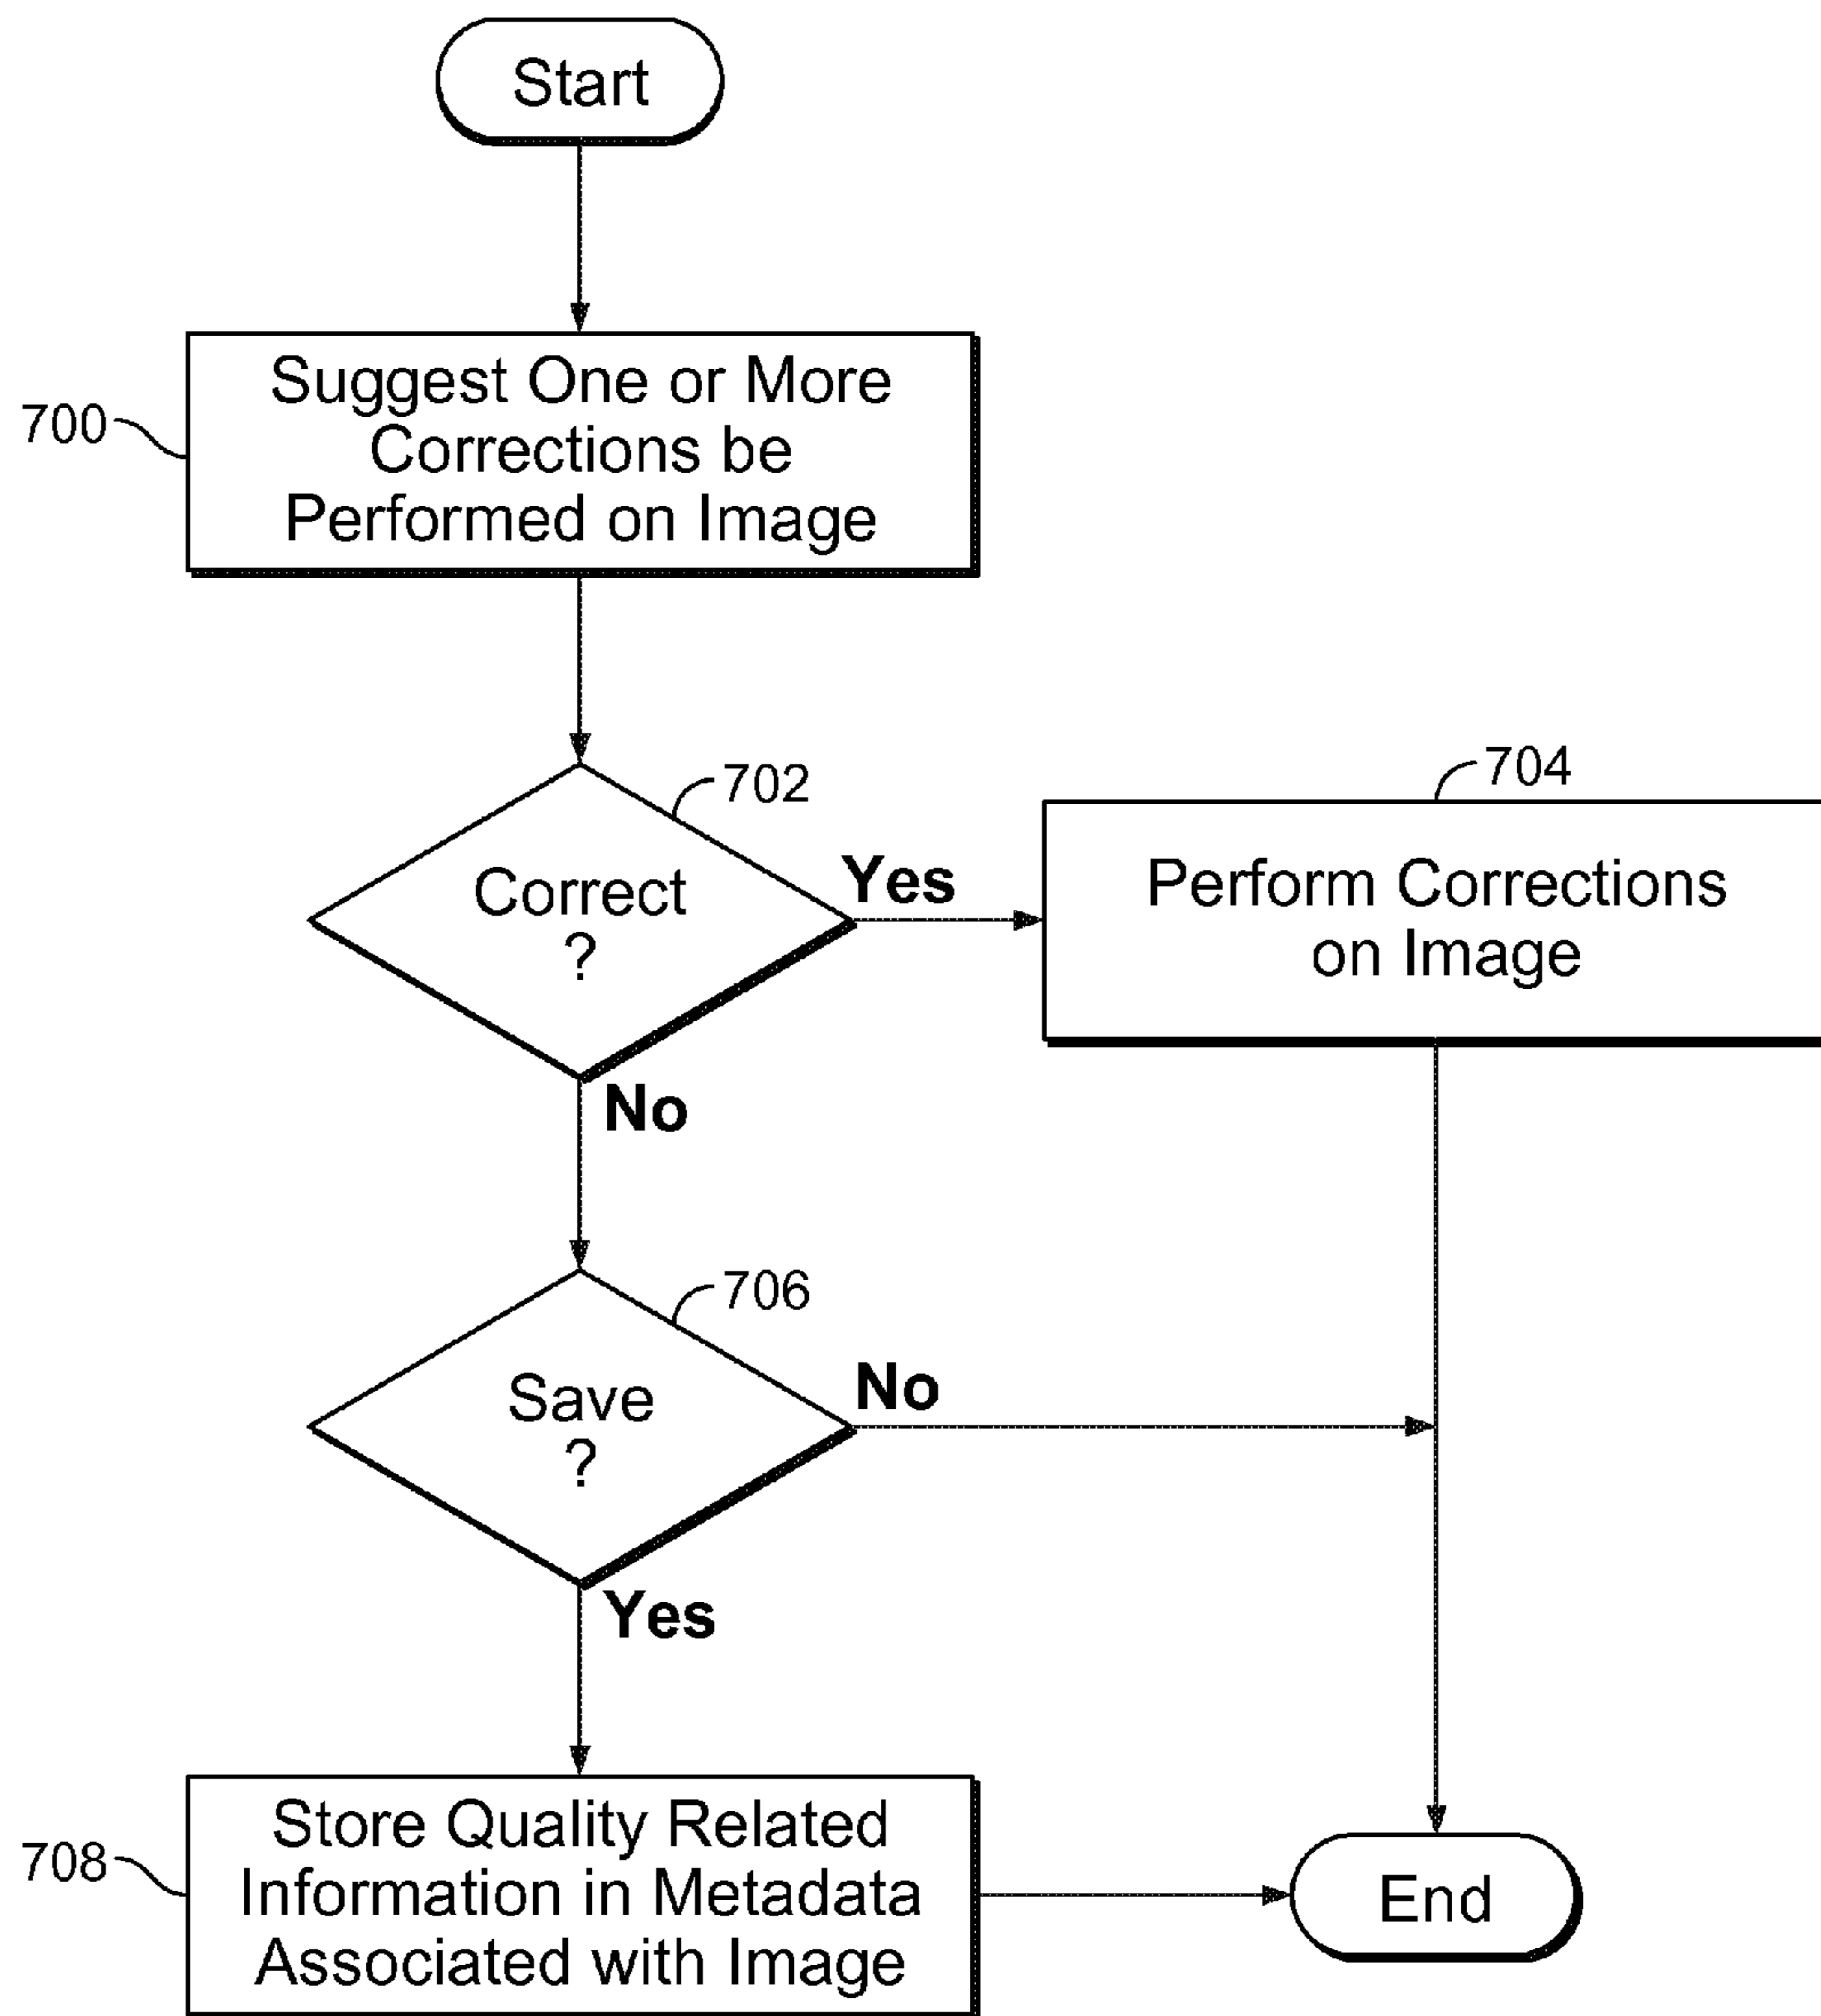 Start
700
Suggest One or More
Corrections be
Performed on Image
702
Correct
?
Yes
No
704
Perform Corrections
on Image
706
Save
?
No
Yes
708
Store Quality Related
Information in Metadata
Associated with Image
End